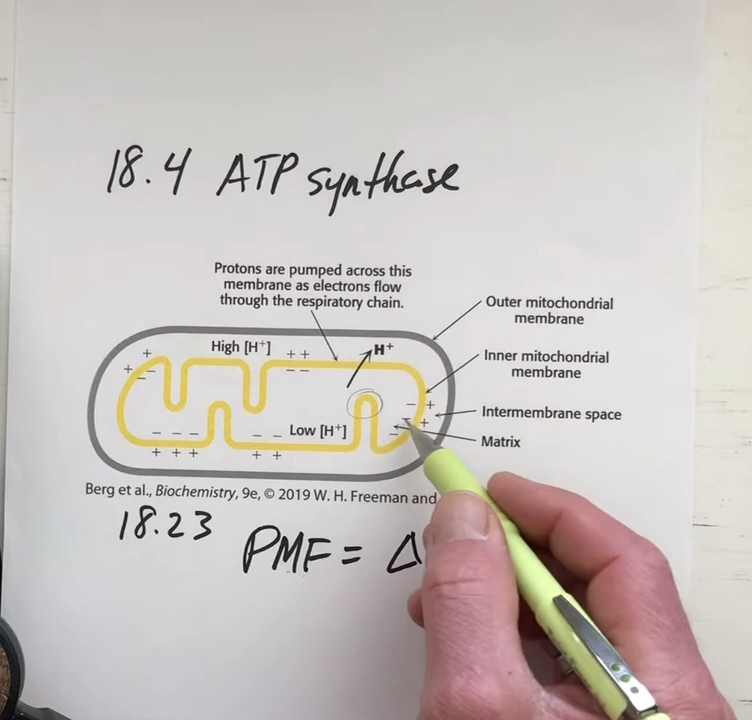 18.4 ATP synthase
Protons are pumped across this
membrane as electrons flow
through the respiratory chain.
Outer mitochondrial
membrane
High [H⁺]
+ +
H⁺
Inner mitochondrial
membrane
Intermembrane space
Low [H⁺]
Matrix
Berg et al., Biochemistry, 9e, © 2019 W. H. Freeman and
18.23
PMF = Δ